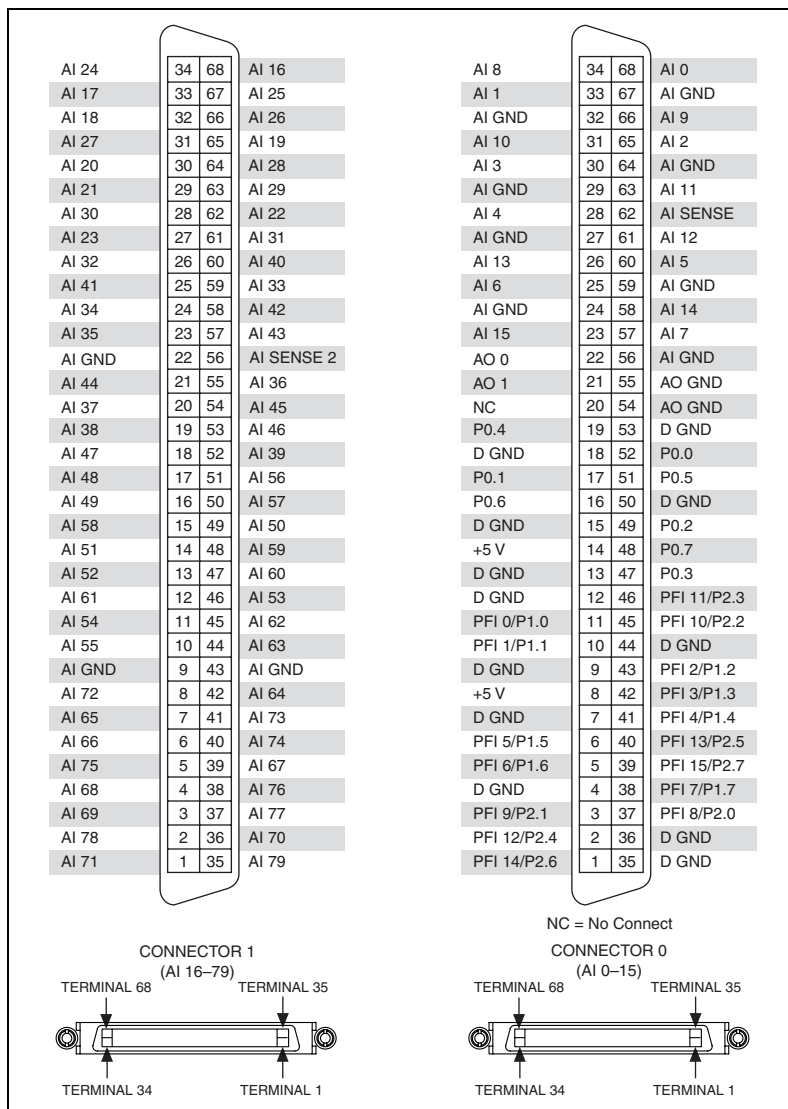 AI 24 34 68 AI 16
AI 17 33 67 AI 25
AI 18 32 66 AI 26
AI 27 31 65 AI 19
AI 20 30 64 AI 28
AI 21 29 63 AI 29
AI 30 28 62 AI 22
AI 23 27 61 AI 31
AI 32 26 60 AI 40
AI 41 25 59 AI 33
AI 34 24 58 AI 42
AI 35 23 57 AI 43
AI GND 22 56 AI SENSE 2
AI 44 21 55 AI 36
AI 37 20 54 AI 45
AI 38 19 53 AI 46
AI 47 18 52 AI 39
AI 48 17 51 AI 56
AI 49 16 50 AI 57
AI 58 15 49 AI 50
AI 51 14 48 AI 59
AI 52 13 47 AI 60
AI 61 12 46 AI 53
AI 54 11 45 AI 62
AI 55 10 44 AI 63
AI GND 9 43 AI GND
AI 72 8 42 AI 64
AI 65 7 41 AI 73
AI 66 6 40 AI 74
AI 75 5 39 AI 67
AI 68 4 38 AI 76
AI 69 3 37 AI 77
AI 78 2 36 AI 70
AI 71 1 35 AI 79
CONNECTOR 1
(AI 16–79)
TERMINAL 68 TERMINAL 35
TERMINAL 34 TERMINAL 1
AI 8 34 68 AI 0
AI 1 33 67 AI GND
AI GND 32 66 AI 9
AI 10 31 65 AI 2
AI 3 30 64 AI GND
AI GND 29 63 AI 11
AI 4 28 62 AI SENSE
AI GND 27 61 AI 12
AI 13 26 60 AI 5
AI 6 25 59 AI GND
AI GND 24 58 AI 14
AI 15 23 57 AI 7
AO 0 22 56 AI GND
AO 1 21 55 AO GND
NC 20 54 AO GND
P0.4 19 53 D GND
D GND 18 52 P0.0
P0.1 17 51 P0.5
P0.6 16 50 D GND
D GND 15 49 P0.2
+5 V 14 48 P0.7
D GND 13 47 P0.3
D GND 12 46 PFI 11/P2.3
PFI 0/P1.0 11 45 PFI 10/P2.2
PFI 1/P1.1 10 44 D GND
D GND 9 43 PFI 2/P1.2
+5 V 8 42 PFI 3/P1.3
D GND 7 41 PFI 4/P1.4
PFI 5/P1.5 6 40 PFI 13/P2.5
PFI 6/P1.6 5 39 PFI 15/P2.7
D GND 4 38 PFI 7/P1.7
PFI 9/P2.1 3 37 PFI 8/P2.0
PFI 12/P2.4 2 36 D GND
PFI 14/P2.6 1 35 D GND
NC = No Connect
CONNECTOR 0
(AI 0–15)
TERMINAL 68 TERMINAL 35
TERMINAL 34 TERMINAL 1